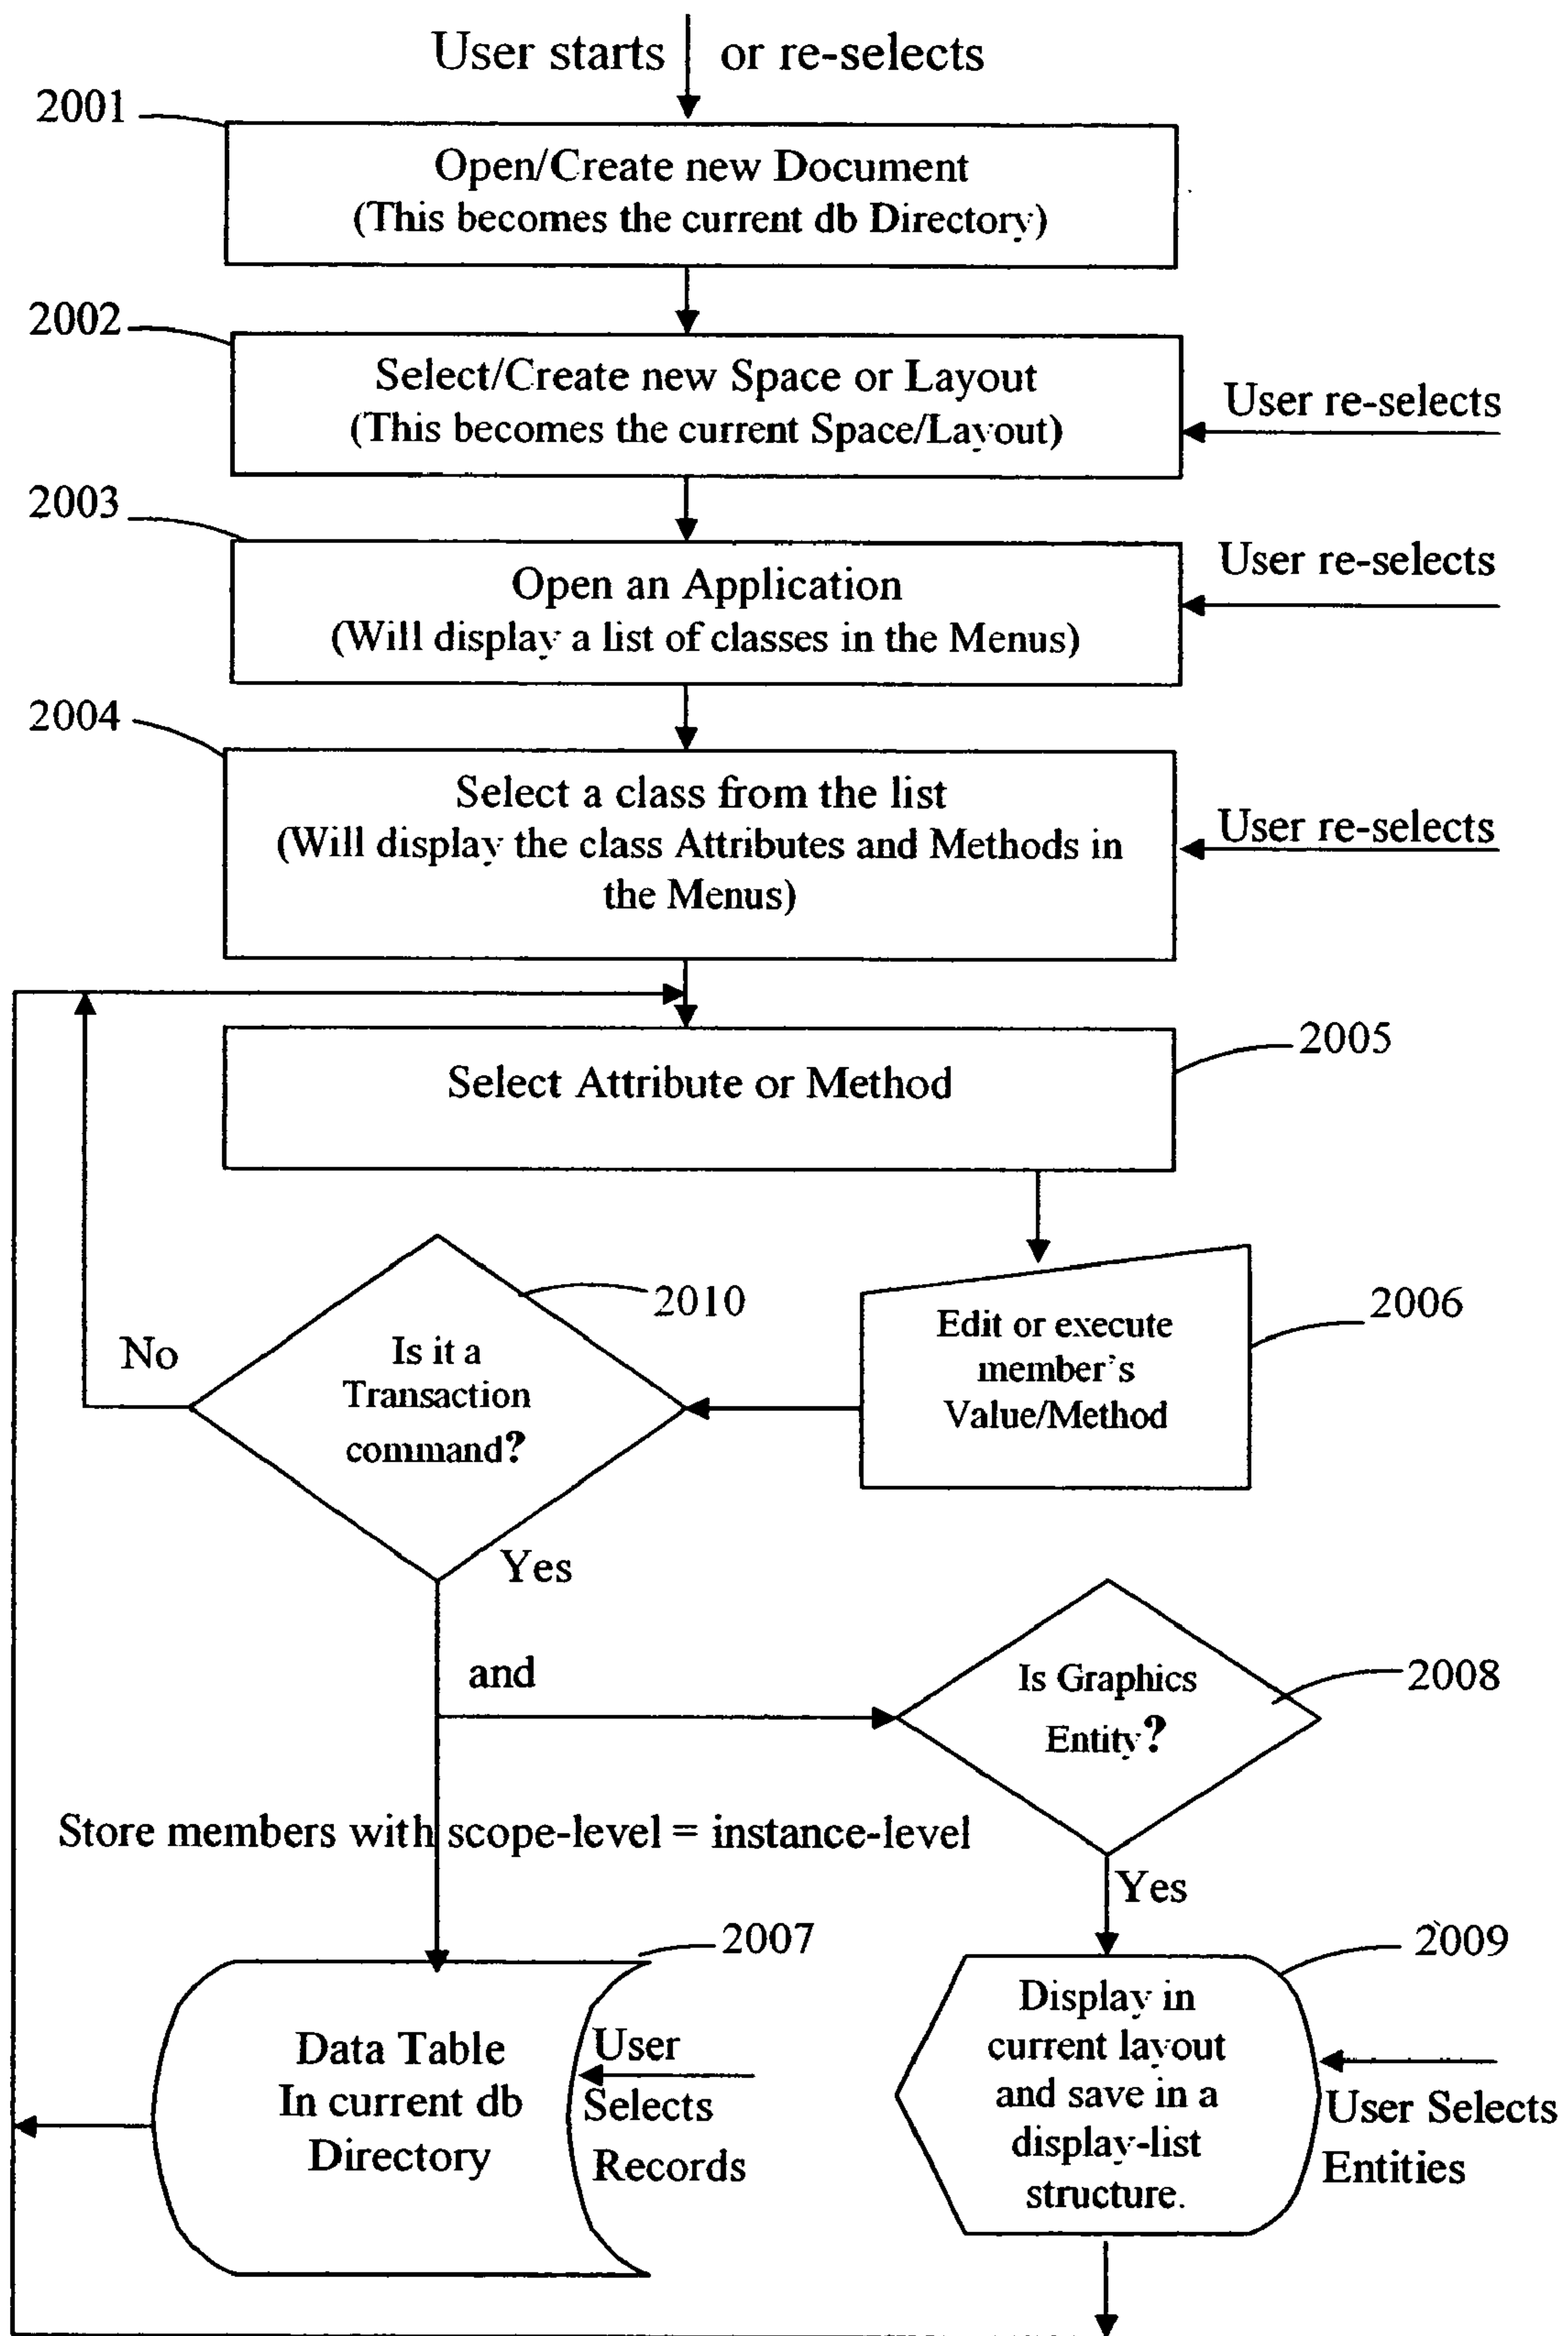 User starts or re-selects
2001
Open/Create new Document
(This becomes the current db Directory)
2002
Select/Create new Space or Layout
(This becomes the current Space/Layout)
User re-selects
2003
Open an Application
(Will display a list of classes in the Menus)
User re-selects
2004
Select a class from the list
(Will display the class Attributes and Methods in
the Menus)
User re-selects
2005
Select Attribute or Method
2010
Is it a
Transaction
command?
No
Yes
2006
Edit or execute
member's
Value/Method
and
2008
Is Graphics
Entity?
Yes
Store members with scope-level = instance-level
2007
Data Table
In current db
Directory
User
Selects
Records
2009
Display in
current layout
and save in a
display-list
structure.
User Selects
Entities